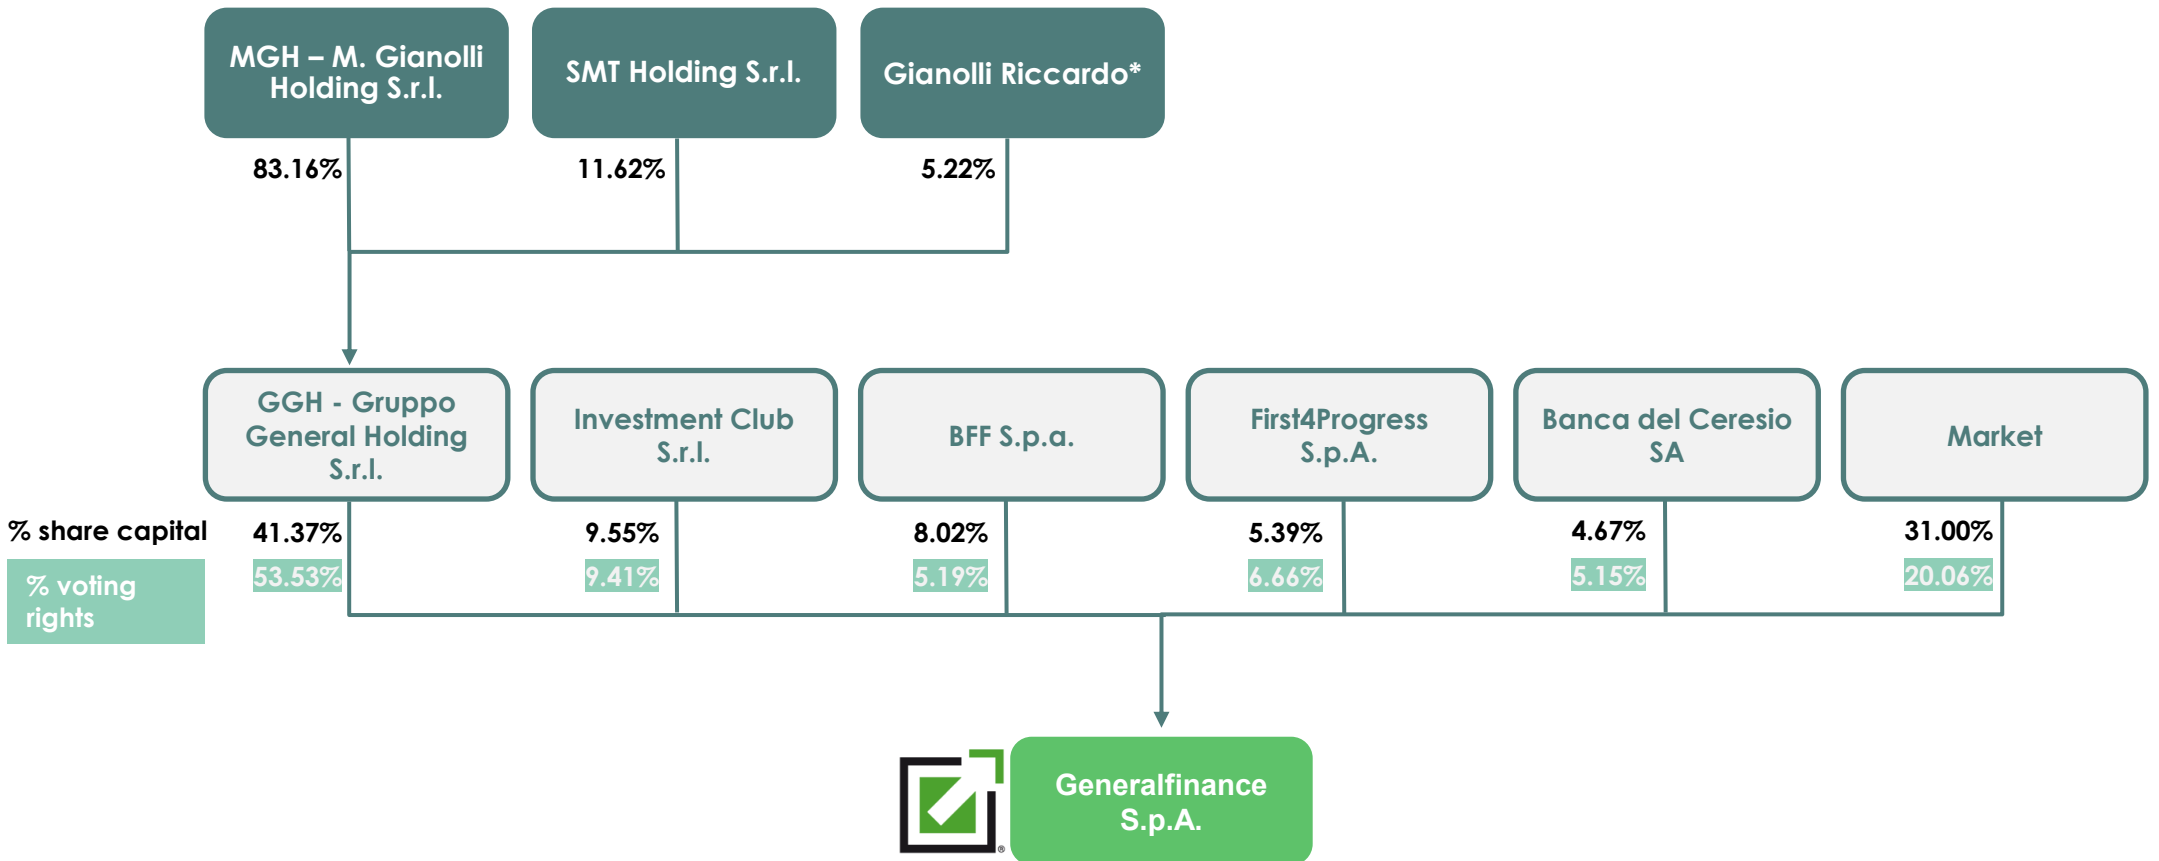 MGH – M. Gianolli
Holding S.r.l.
SMT Holding S.r.l.
Gianolli Riccardo*
83.16%
11.62%
5.22%
GGH - Gruppo
General Holding
S.r.l.
Investment Club
S.r.l.
BFF S.p.a.
First4Progress
S.p.A.
Banca del Ceresio
SA
Market
% share capital
41.37%
9.55%
8.02%
5.39%
4.67%
31.00%
% voting
rights
53.53%
9.41%
5.19%
6.66%
5.15%
20.06%
Generalfinance
S.p.A.
®